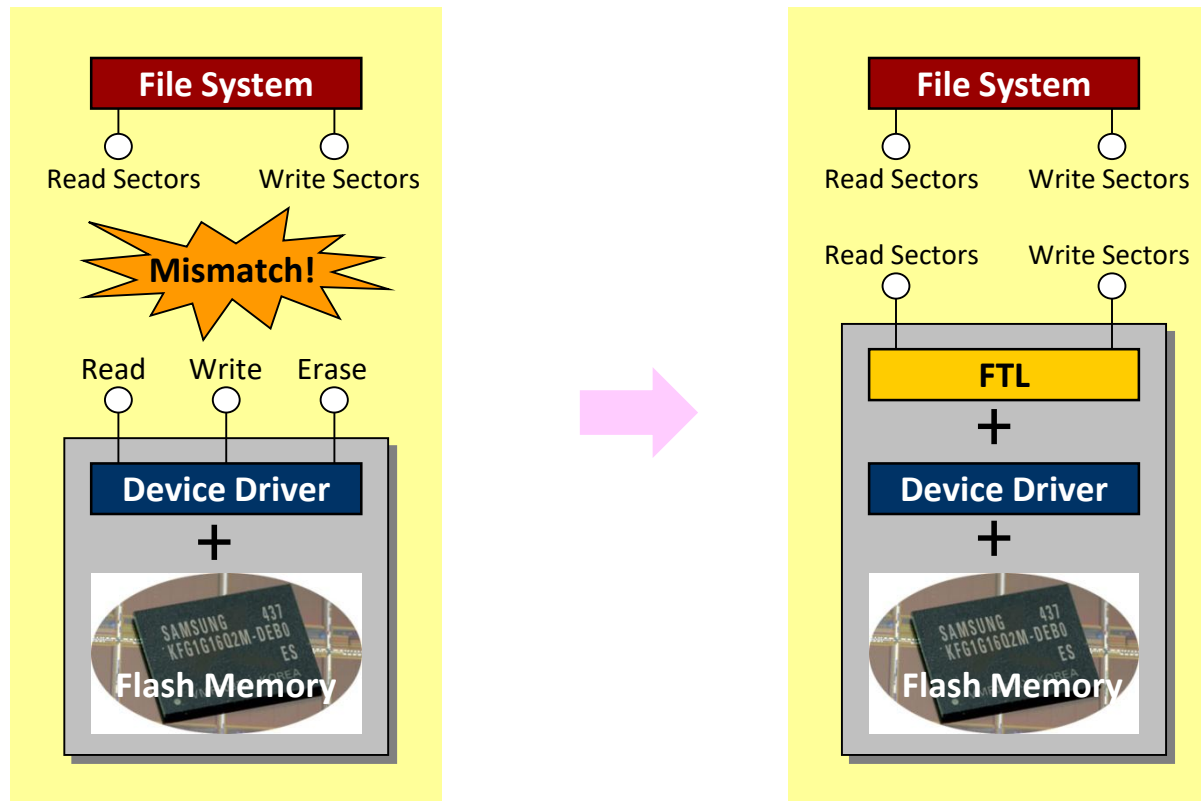 File System
Read Sectors Write Sectors
Mismatch!
Read Write Erase
Device Driver
+
SAMSUNG 437
KFG1G16Q2M-DEB0
ES
Flash Memory
KOREA
File System
Read Sectors Write Sectors
Read Sectors Write Sectors
FTL
+
Device Driver
+
SAMSUNG 437
KFG1G16Q2M-DEB0
ES
Flash Memory
KOREA